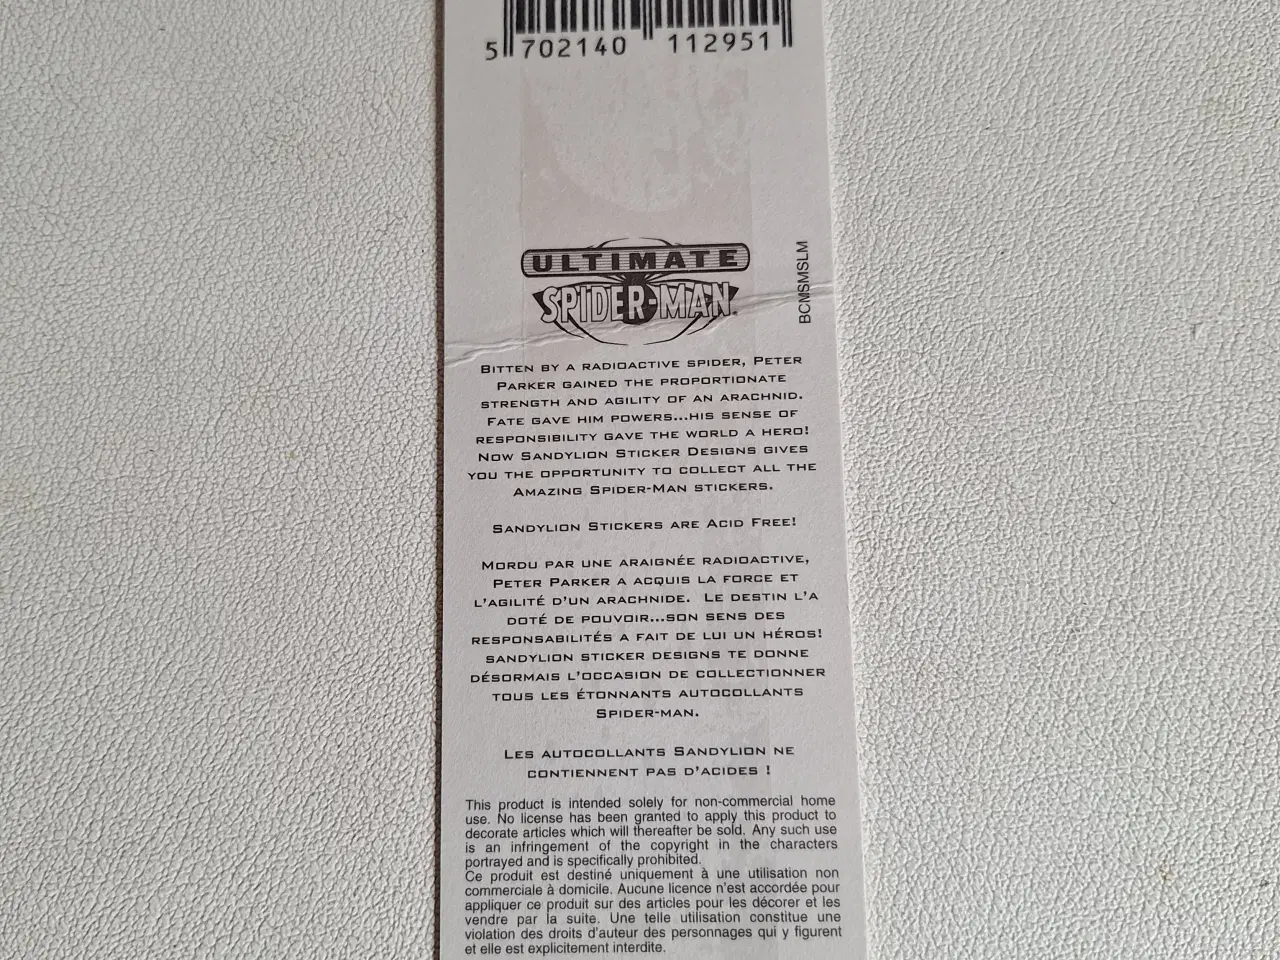 5 702140 112951
ULTIMATE
SPIDER-MAN
BCMSMSLM
BITTEN BY A RADIOACTIVE SPIDER, PETER
PARKER GAINED THE PROPORTIONATE
STRENGTH AND AGILITY OF AN ARACHNID.
FATE GAVE HIM POWERS...HIS SENSE OF
RESPONSIBILITY GAVE THE WORLD A HERO!
NOW SANDYLION STICKER DESIGNS GIVES
YOU THE OPPORTUNITY TO COLLECT ALL THE
AMAZING SPIDER-MAN STICKERS.
SANDYLION STICKERS ARE ACID FREE!
MORDU PAR UNE ARAIGNÉE RADIOACTIVE,
PETER PARKER A ACQUIS LA FORCE ET
L'AGILITÉ D'UN ARACHNIDE. LE DESTIN L'A
DOTÉ DE POUVOIR...SON SENS DES
RESPONSABILITÉS A FAIT DE LUI UN HÉROS!
SANDYLION STICKER DESIGNS TE DONNE
DÉSORMAIS L'OCCASION DE COLLECTIONNER
TOUS LES ÉTONNANTS AUTOCOLLANTS
SPIDER-MAN.
LES AUTOCOLLANTS SANDYLION NE
CONTIENNENT PAS D'ACIDES !
This product is intended solely for non-commercial home
use. No license has been granted to apply this product to
decorate articles which will thereafter be sold. Any such use
is an infringement of the copyright in the characters
portrayed and is specifically prohibited.
Ce produit est destiné uniquement à une utilisation non
commerciale à domicile. Aucune licence n'est accordée pour
appliquer ce produit sur des articles pour les décorer et les
vendre par la suite. Une telle utilisation constitue une
violation des droits d'auteur des personnages qui y figurent
et elle est explicitement interdite.